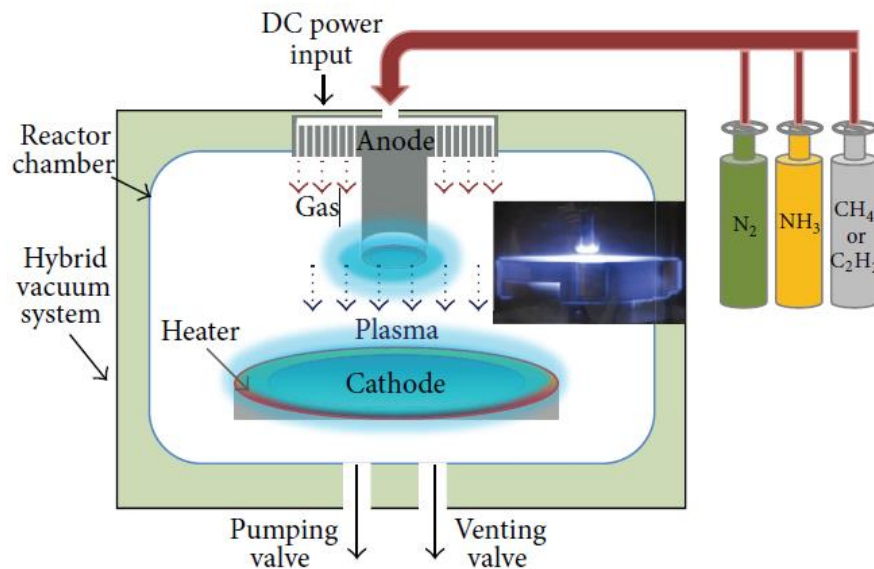 DC power
input
Reactor
chamber
Anode
Gas
Hybrid
vacuum
system
Heater
Plasma
Cathode
Pumping
valve
Venting
valve
N₂
NH₃
CH₄
or
C₂H₂